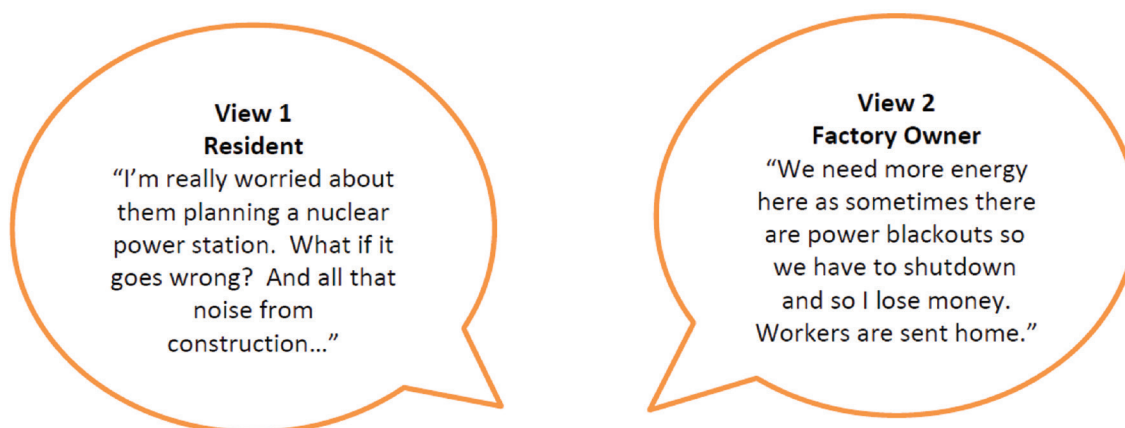 View 1
Resident
“I’m really worried about
them planning a nuclear
power station.  What if it
goes wrong?  And all that
noise from
construction…”
View 2
Factory Owner
“We need more energy
here as sometimes there
are power blackouts so
we have to shutdown
and so I lose money.
Workers are sent home.”